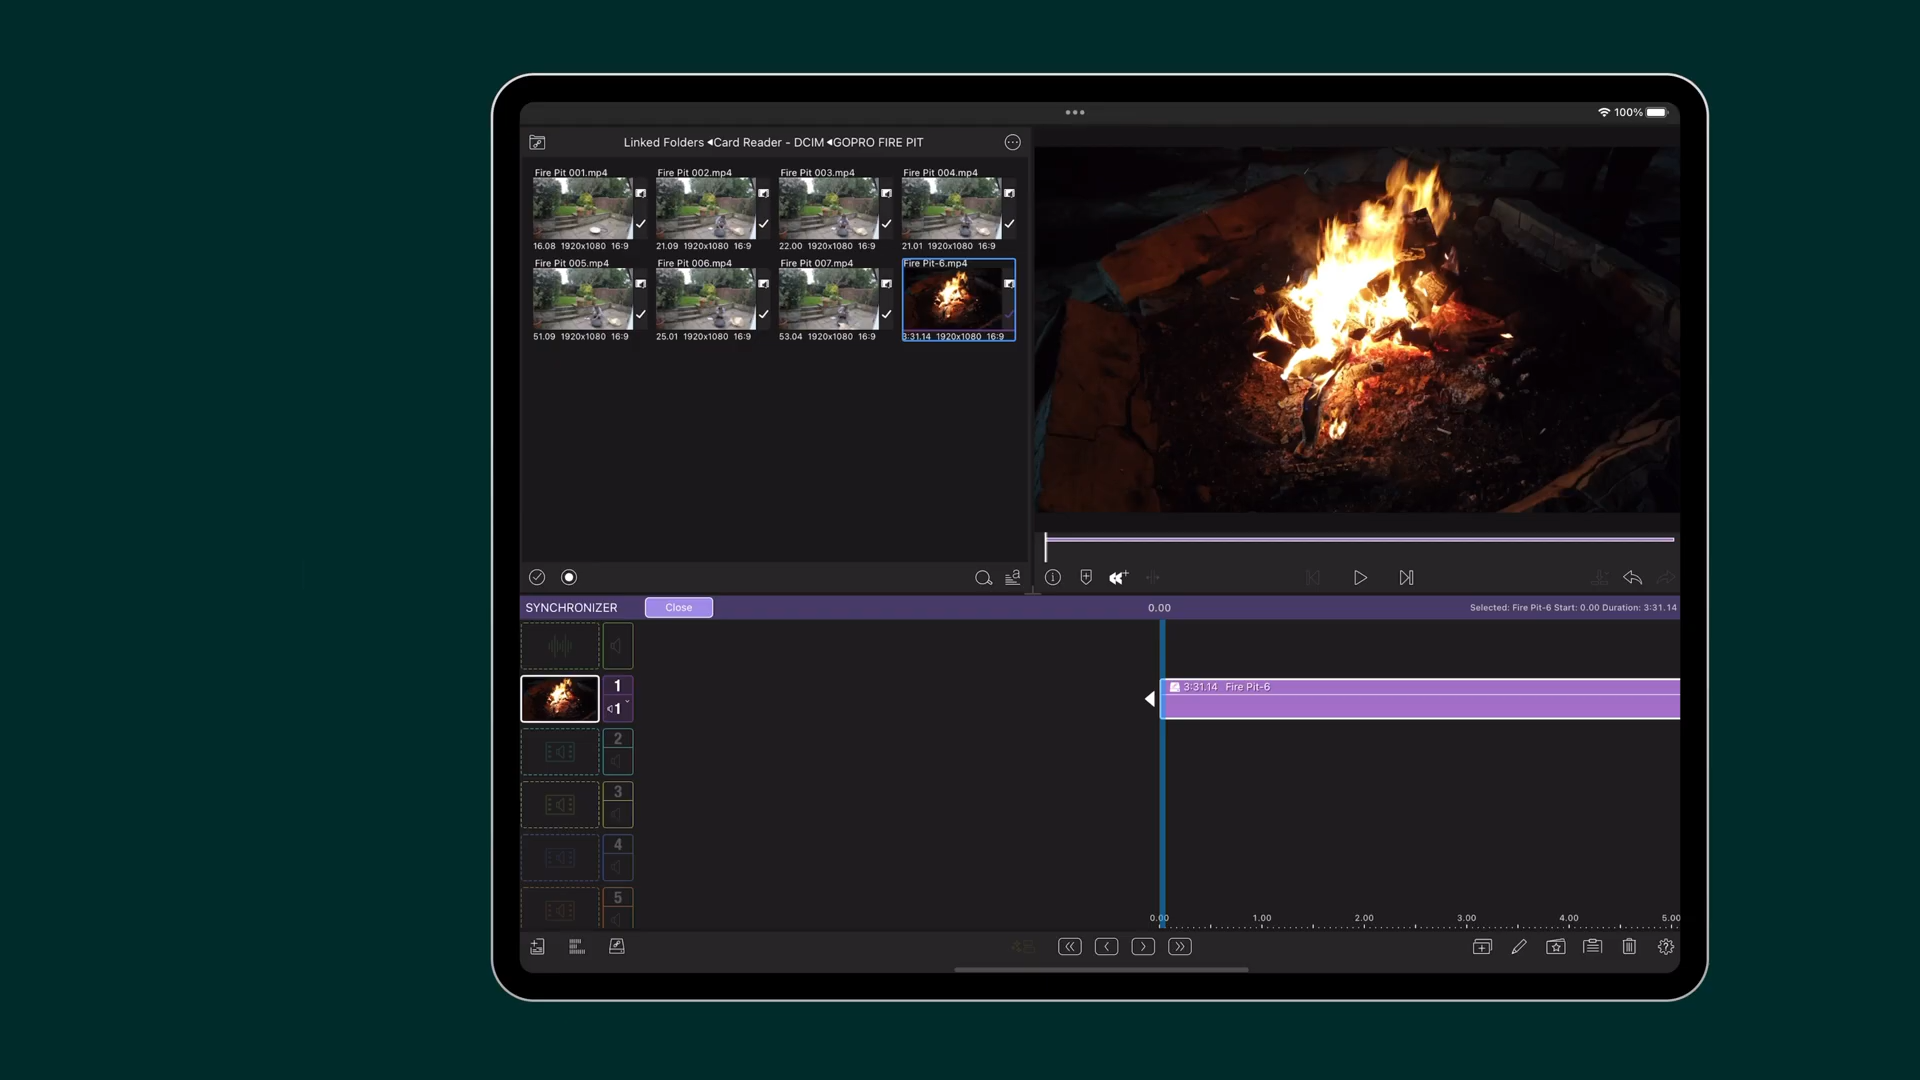 100%
Linked Folders ◀Card Reader - DCIM ◀GOPRO FIRE PIT
Fire Pit 001.mp4 Fire Pit 002.mp4 Fire Pit 003.mp4 Fire Pit 004.mp4
16.08 1920x1080 16:9 21.09 1920x1080 16:9 22.00 1920x1080 16:9 21.01 1920x1080 16:9
Fire Pit 005.mp4 Fire Pit 006.mp4 Fire Pit 007.mp4 Fire Pit-6.mp4
51.09 1920x1080 16:9 25.01 1920x1080 16:9 53.04 1920x1080 16:9 3:31.14 1920x1080 16:9
SYNCHRONIZER Close 0.00 Selected: Fire Pit-6 Start: 0.00 Duration: 3:31.14
1
1
3:31.14 Fire Pit-6
2
3
4
5
0.00 1.00 2.00 3.00 4.00 5.00